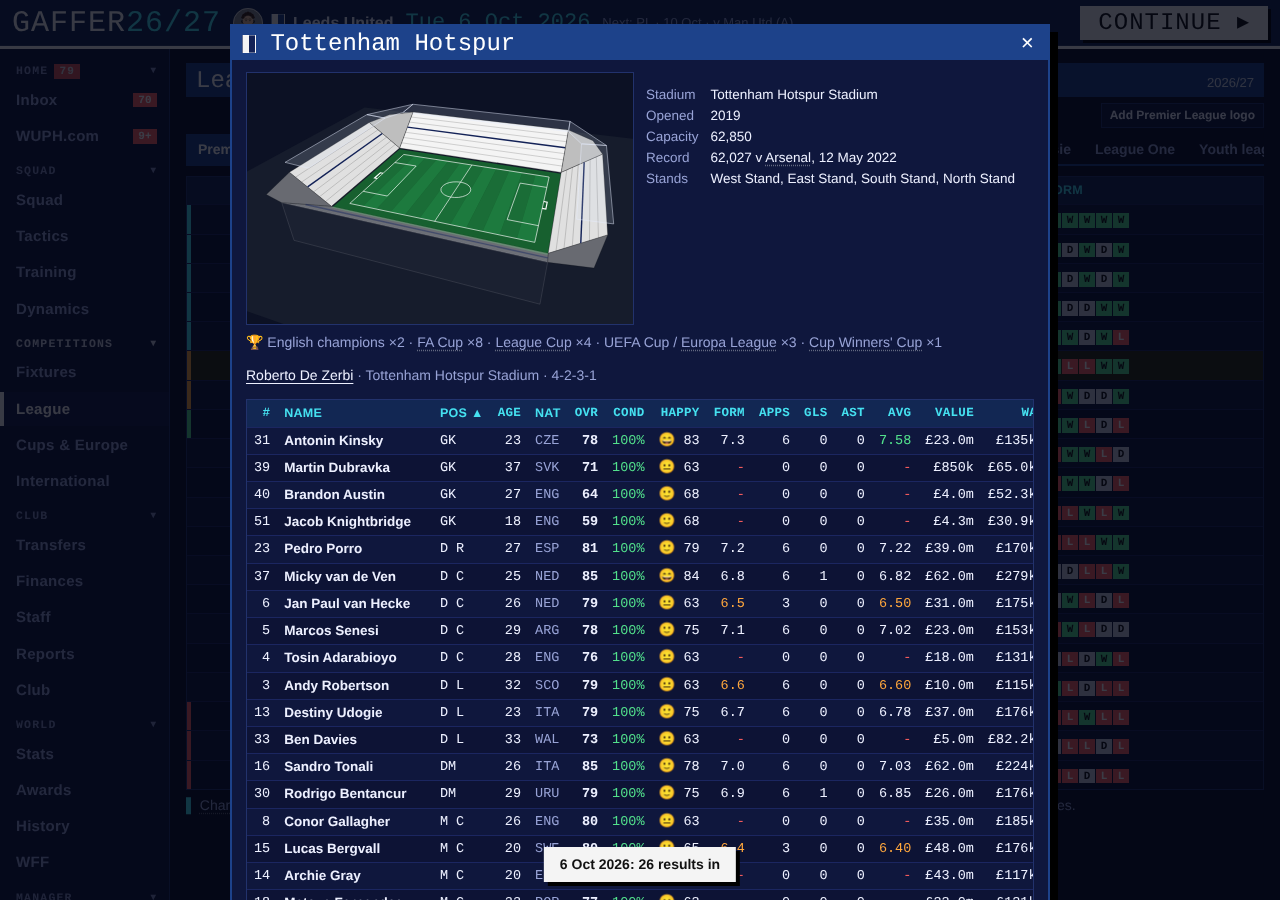 GAFFER26/27 Leeds United Tue 6 Oct 2026 Next: PL · 10 Oct · v Man Utd (A) CONTINUE ▶
Tottenham Hotspur ✕
HOME 79 ▼
Inbox 70
WUPH.com 9+
SQUAD ▼
Squad
Tactics
Training
Dynamics
COMPETITIONS ▼
Fixtures
League
Cups & Europe
International
CLUB ▼
Transfers
Finances
Staff
Reports
Club
WORLD ▼
Stats
Awards
History
WFF
MANAGER
2026/27
Add Premier League logo
League One
Stadium Tottenham Hotspur Stadium
Opened 2019
Capacity 62,850
Record 62,027 v Arsenal, 12 May 2022
Stands West Stand, East Stand, South Stand, North Stand
🏆 English champions ×2 · FA Cup ×8 · League Cup ×4 · UEFA Cup / Europa League ×3 · Cup Winners' Cup ×1
Roberto De Zerbi · Tottenham Hotspur Stadium · 4-2-3-1
# NAME POS ▲ AGE NAT OVR COND HAPPY FORM APPS GLS AST AVG VALUE WA
31 Antonin Kinsky GK 23 CZE 78 100% 😄 83 7.3 6 0 0 7.58 £23.0m £135k
39 Martin Dubravka GK 37 SVK 71 100% 😐 63 - 0 0 0 - £850k £65.0k
40 Brandon Austin GK 27 ENG 64 100% 🙂 68 - 0 0 0 - £4.0m £52.3k
51 Jacob Knightbridge GK 18 ENG 59 100% 🙂 68 - 0 0 0 - £4.3m £30.9k
23 Pedro Porro D R 27 ESP 81 100% 🙂 79 7.2 6 0 0 7.22 £39.0m £170k
37 Micky van de Ven D C 25 NED 85 100% 😄 84 6.8 6 1 0 6.82 £62.0m £279k
6 Jan Paul van Hecke D C 26 NED 79 100% 😐 63 6.5 3 0 0 6.50 £31.0m £175k
5 Marcos Senesi D C 29 ARG 78 100% 🙂 75 7.1 6 0 0 7.02 £23.0m £153k
4 Tosin Adarabioyo D C 28 ENG 76 100% 😐 63 - 0 0 0 - £18.0m £131k
3 Andy Robertson D L 32 SCO 79 100% 😐 63 6.6 6 0 0 6.60 £10.0m £115k
13 Destiny Udogie D L 23 ITA 79 100% 🙂 75 6.7 6 0 0 6.78 £37.0m £176k
33 Ben Davies D L 33 WAL 73 100% 😐 63 - 0 0 0 - £5.0m £82.2k
16 Sandro Tonali DM 26 ITA 85 100% 🙂 78 7.0 6 0 0 7.03 £62.0m £224k
30 Rodrigo Bentancur DM 29 URU 79 100% 🙂 75 6.9 6 1 0 6.85 £26.0m £176k
8 Conor Gallagher M C 26 ENG 80 100% 😐 63 - 0 0 0 - £35.0m £185k
15 Lucas Bergvall M C 20 3 0 0 6.40 £48.0m £176k
14 Archie Gray M C 20 - 0 0 0 - £43.0m £117k
6 Oct 2026: 26 results in